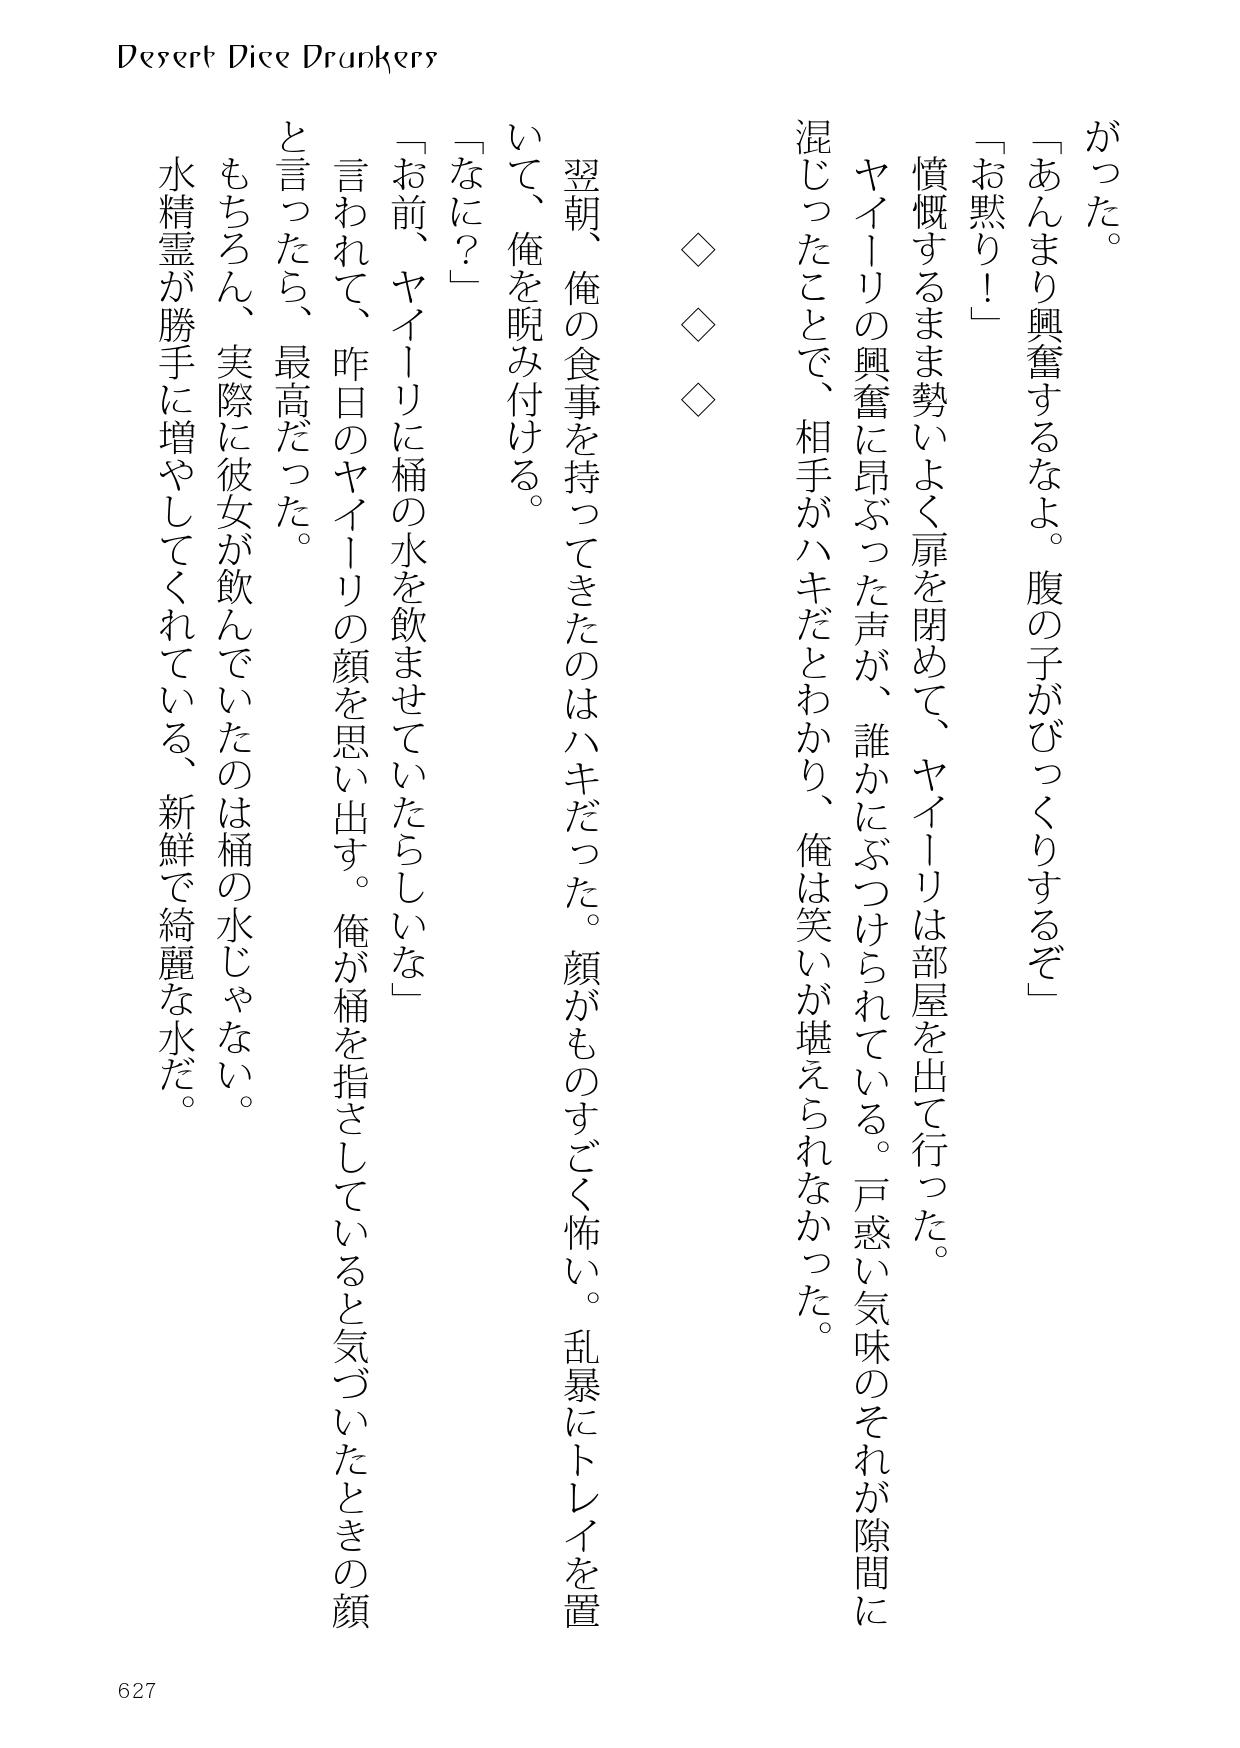 Desert Dice Drunkers
がった。
「あんまり興奮するなよ。腹の子がびっくりするぞ」
「お黙り！」
憤慨するまま勢いよく扉を閉めて、ヤイーリは部屋を出て行った。
ヤイーリの興奮に昂ぶった声が、誰かにぶつけられている。戸惑い気味のそれが隙間に
混じったことで、相手がハキだとわかり、俺は笑いが堪えられなかった。
◇　◇　◇
翌朝、俺の食事を持ってきたのはハキだった。顔がものすごく怖い。乱暴にトレイを置
いて、俺を睨み付ける。
「なに？」
「お前、ヤイーリに桶の水を飲ませていたらしいな」
言われて、昨日のヤイーリの顔を思い出す。俺が桶を指さしていると気づいたときの顔
と言ったら、最高だった。
もちろん、実際に彼女が飲んでいたのは桶の水じゃない。
水精霊が勝手に増やしてくれている、新鮮で綺麗な水だ。
627